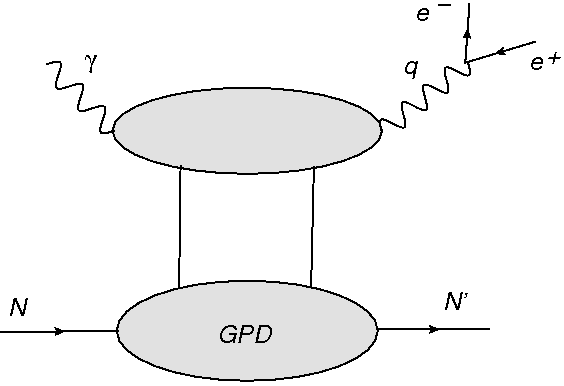 e⁻
γ
q
e⁺
N
N'
GPD